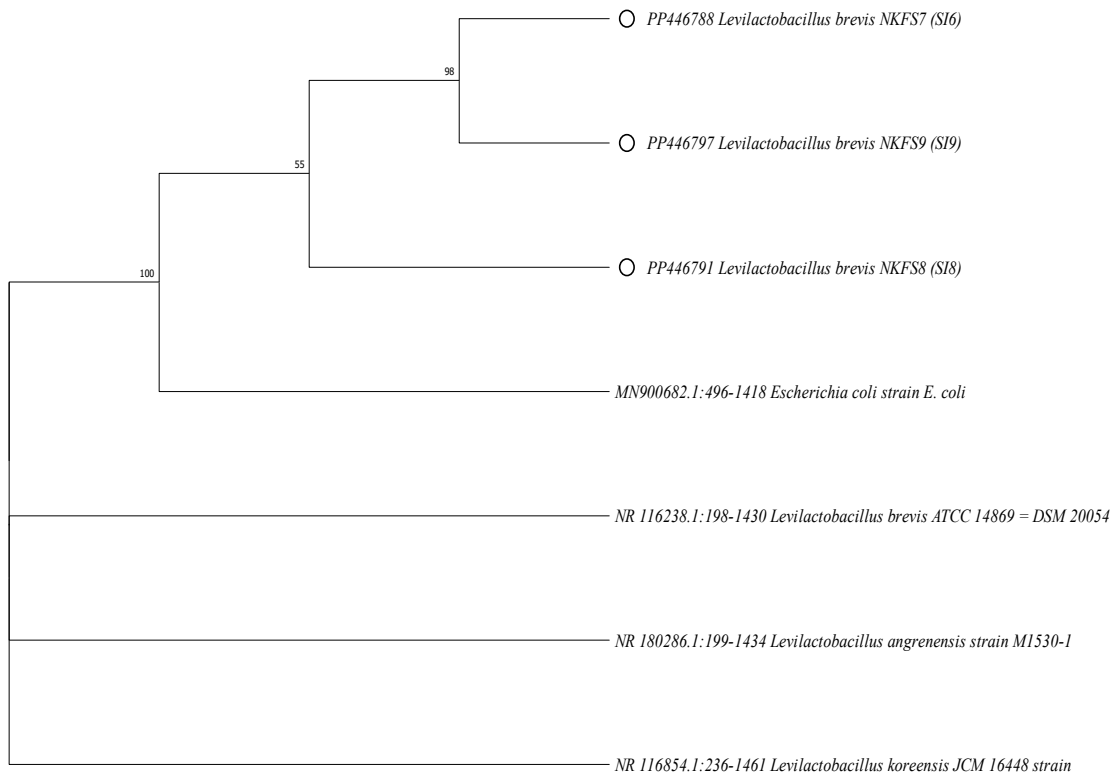 PP446788 Levilactobacillus brevis NKFS7 (SI6)
98
PP446797 Levilactobacillus brevis NKFS9 (SI9)
55
PP446791 Levilactobacillus brevis NKFS8 (SI8)
100
MN900682.1:496-1418 Escherichia coli strain E. coli
NR 116238.1:198-1430 Levilactobacillus brevis ATCC 14869 = DSM 20054
NR 180286.1:199-1434 Levilactobacillus angrenensis strain M1530-1
NR 116854.1:236-1461 Levilactobacillus koreensis JCM 16448 strain